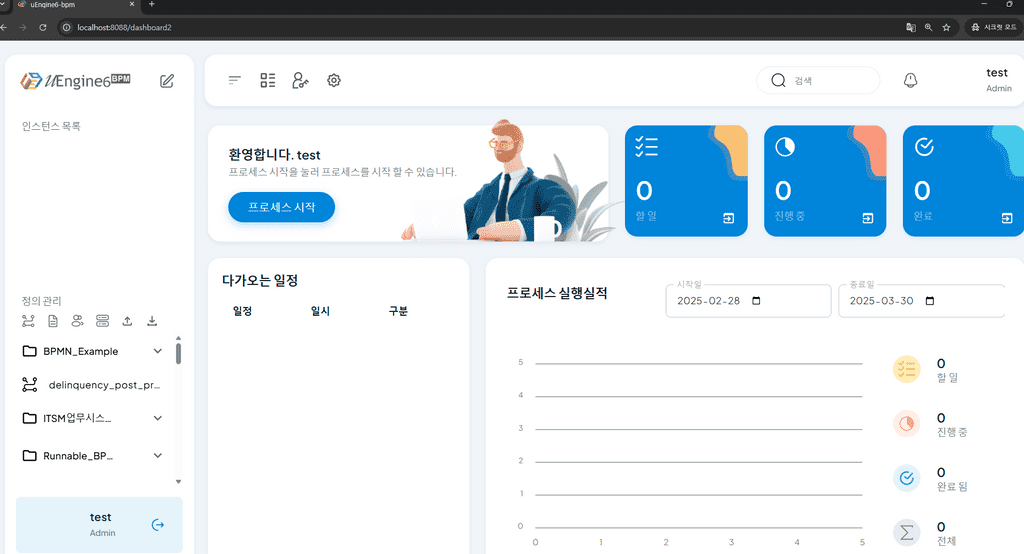 uEngine6-bpm
localhost:8088/dashboard2
시크릿 모드
uEngine6 BPM
인스턴스 목록
정의 관리
BPMN_Example
delinquency_post_pr...
ITSM업무시스...
Runnable_BP...
test
Admin
검색
test
Admin
환영합니다. test
프로세스 시작을 눌러 프로세스를 시작 할 수 있습니다.
프로세스 시작
0
할 일
0
진행 중
0
완료
다가오는 일정
일정 일시 구분
프로세스 실행실적
시작일
2025-02-28
종료일
2025-03-30
5
4
3
2
1
0
0 1 2 3 4 5
0
할 일
0
진행 중
0
완료 됨
0
전체